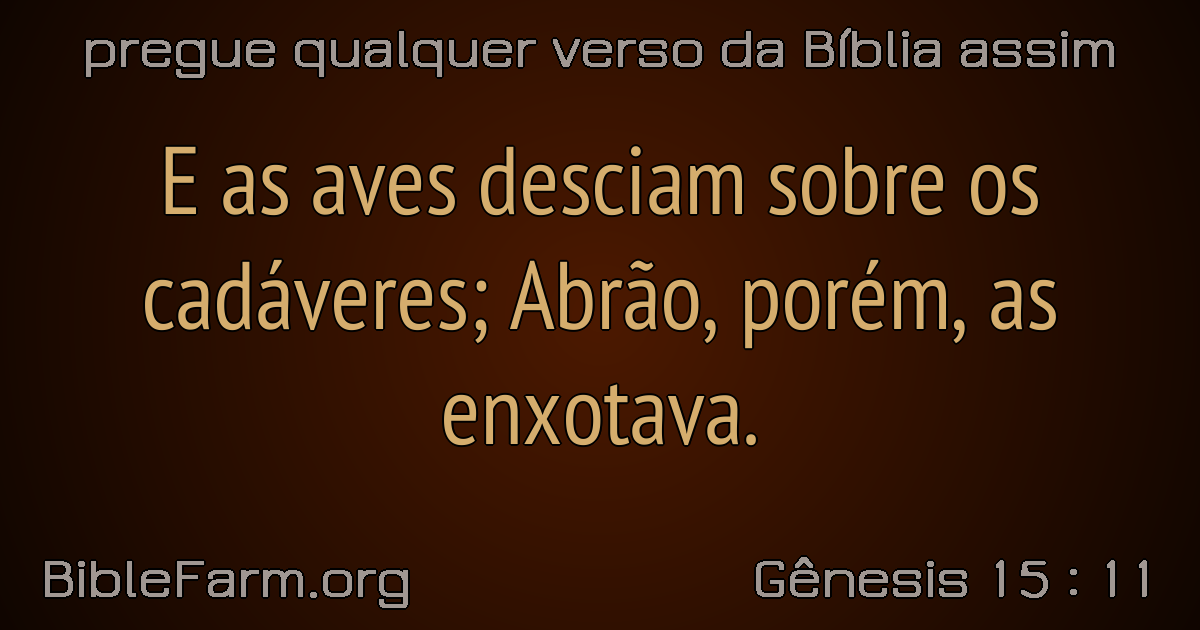 pregue qualquer verso da Bíblia assim
E as aves desciam sobre os
cadáveres; Abrão, porém, as
enxotava.
BibleFarm.org
Gênesis 15 : 11